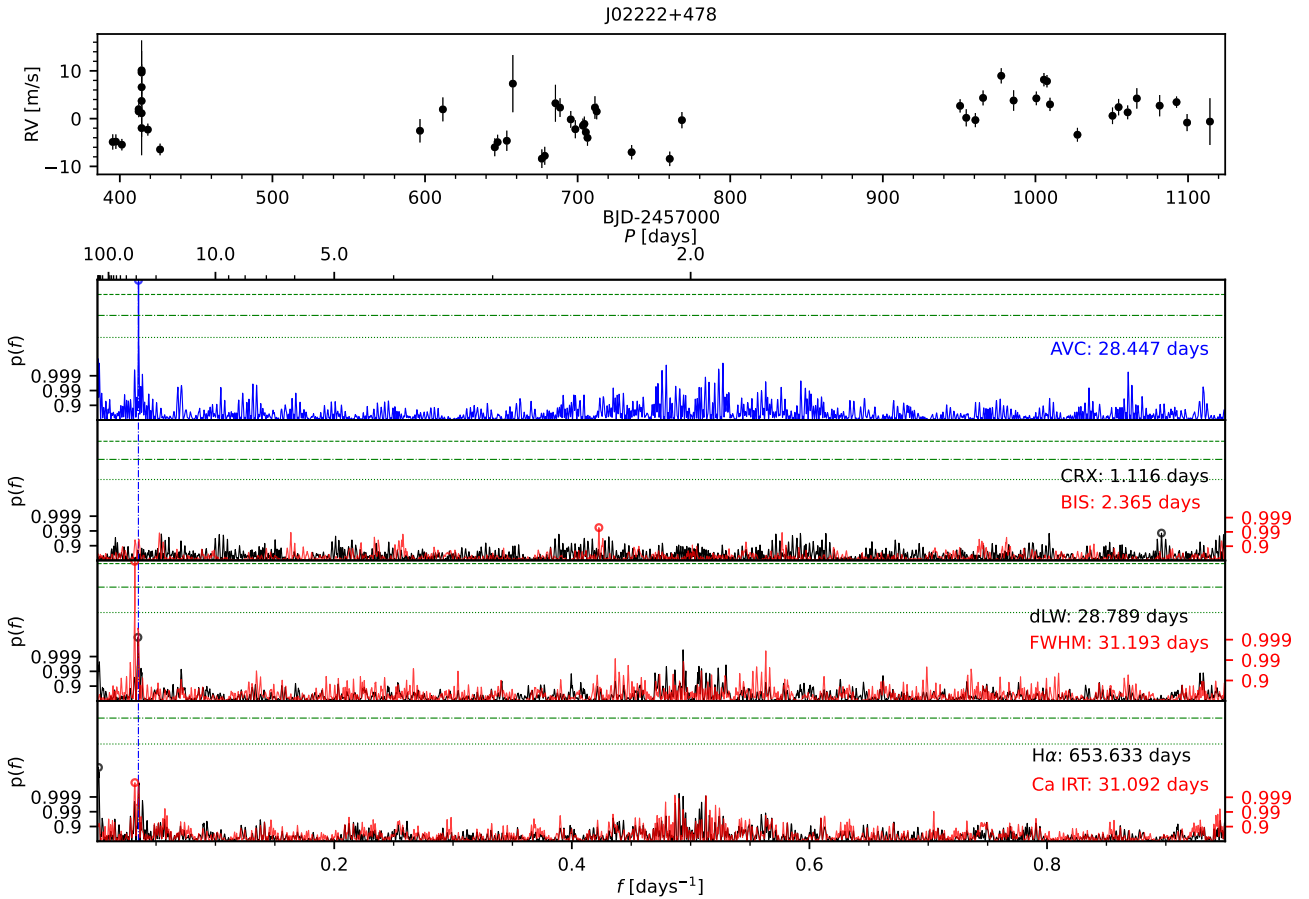 J02222+478
RV [m/s]
10
0
−10
400 500 600 700 800 900 1000 1100
BJD-2457000
P [days]
100.0 10.0 5.0 2.0
p(f)
0.999
0.99
0.9
AVC: 28.447 days
p(f)
0.999
0.99
0.9
CRX: 1.116 days
BIS: 2.365 days
0.999
0.99
0.9
p(f)
0.999
0.99
0.9
dLW: 28.789 days
FWHM: 31.193 days
0.999
0.99
0.9
p(f)
0.999
0.99
0.9
Hα: 653.633 days
Ca IRT: 31.092 days
0.999
0.99
0.9
0.2 0.4 0.6 0.8
f [days⁻¹]